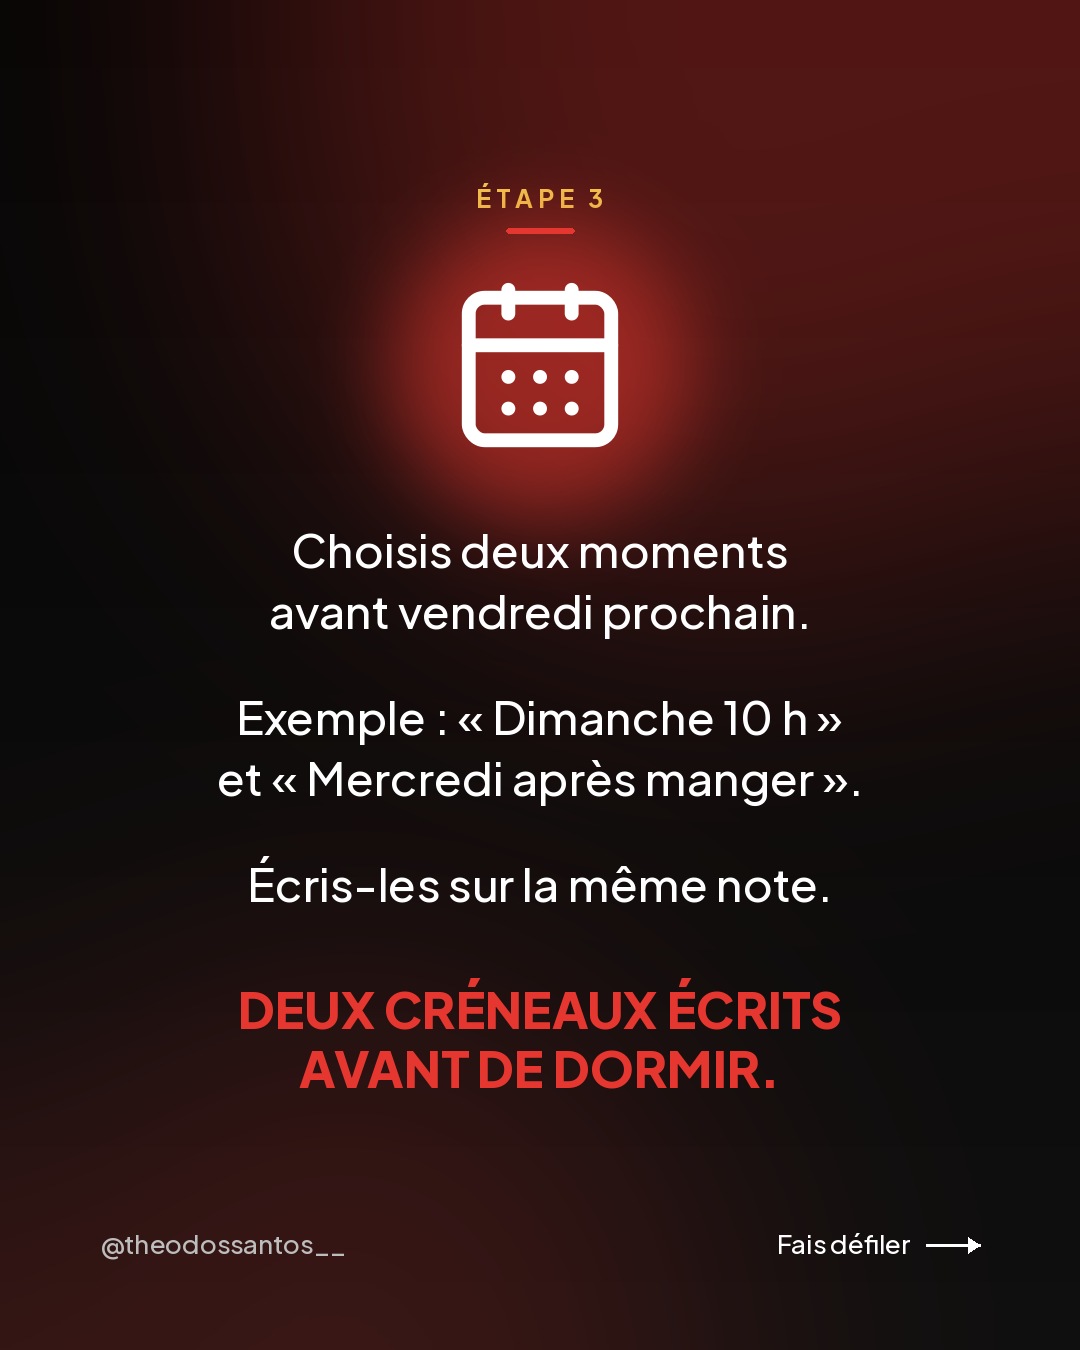 ÉTAPE 3
Choisis deux moments
avant vendredi prochain.
Exemple : « Dimanche 10 h »
et « Mercredi après manger ».
Écris-les sur la même note.
DEUX CRÉNEAUX ÉCRITS
AVANT DE DORMIR.
@theodossantos__
Fais défiler